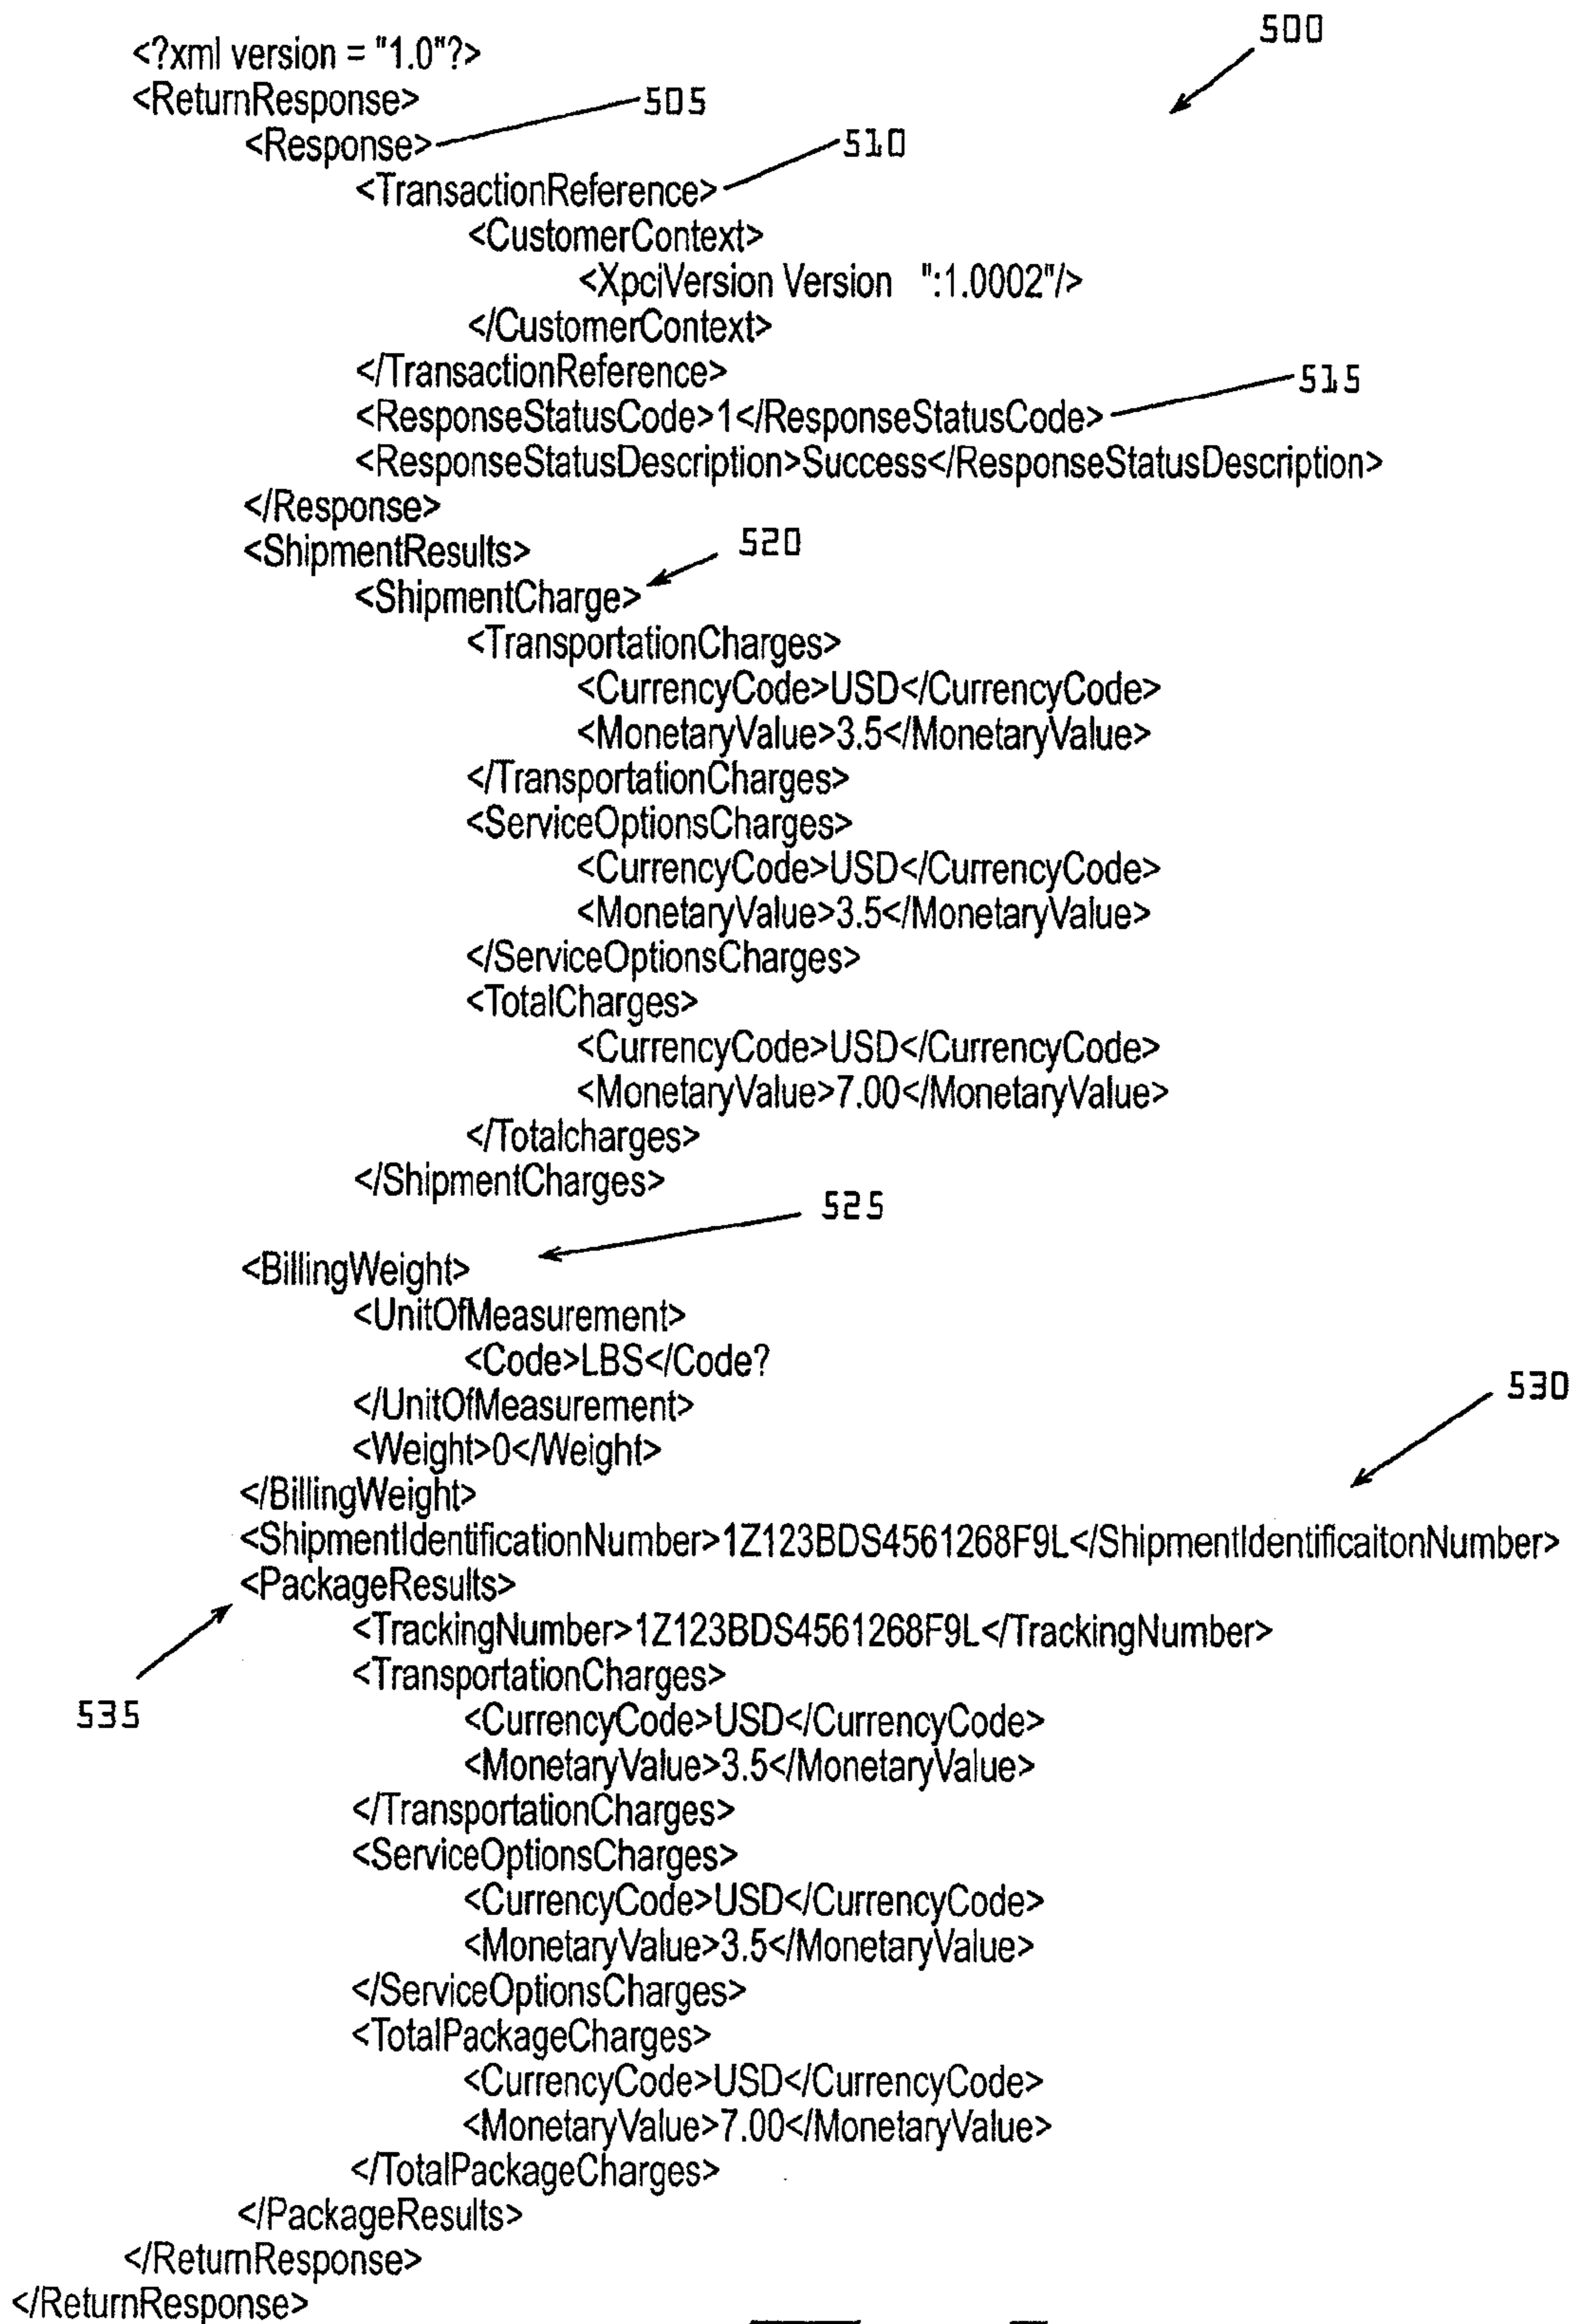 500
<?xml version = "1.0"?>
<ReturnResponse>
505
<Response>
510
<TransactionReference>
<CustomerContext>
<XpciVersion Version ":1.0002"/>
</CustomerContext>
</TransactionReference>
515
<ResponseStatusCode>1</ResponseStatusCode>
<ResponseStatusDescription>Success</ResponseStatusDescription>
</Response>
<ShipmentResults>
520
<ShipmentCharge>
<TransportationCharges>
<CurrencyCode>USD</CurrencyCode>
<MonetaryValue>3.5</MonetaryValue>
</TransportationCharges>
<ServiceOptionsCharges>
<CurrencyCode>USD</CurrencyCode>
<MonetaryValue>3.5</MonetaryValue>
</ServiceOptionsCharges>
<TotalCharges>
<CurrencyCode>USD</CurrencyCode>
<MonetaryValue>7.00</MonetaryValue>
</Totalcharges>
</ShipmentCharges>
525
<BillingWeight>
<UnitOfMeasurement>
<Code>LBS</Code?
530
</UnitOfMeasurement>
<Weight>0</Weight>
</BillingWeight>
<ShipmentIdentificationNumber>1Z123BDS4561268F9L</ShipmentIdentificaitonNumber>
<PackageResults>
<TrackingNumber>1Z123BDS4561268F9L</TrackingNumber>
<TransportationCharges>
535
<CurrencyCode>USD</CurrencyCode>
<MonetaryValue>3.5</MonetaryValue>
</TransportationCharges>
<ServiceOptionsCharges>
<CurrencyCode>USD</CurrencyCode>
<MonetaryValue>3.5</MonetaryValue>
</ServiceOptionsCharges>
<TotalPackageCharges>
<CurrencyCode>USD</CurrencyCode>
<MonetaryValue>7.00</MonetaryValue>
</TotalPackageCharges>
</PackageResults>
</ReturnResponse>
</ReturnResponse>